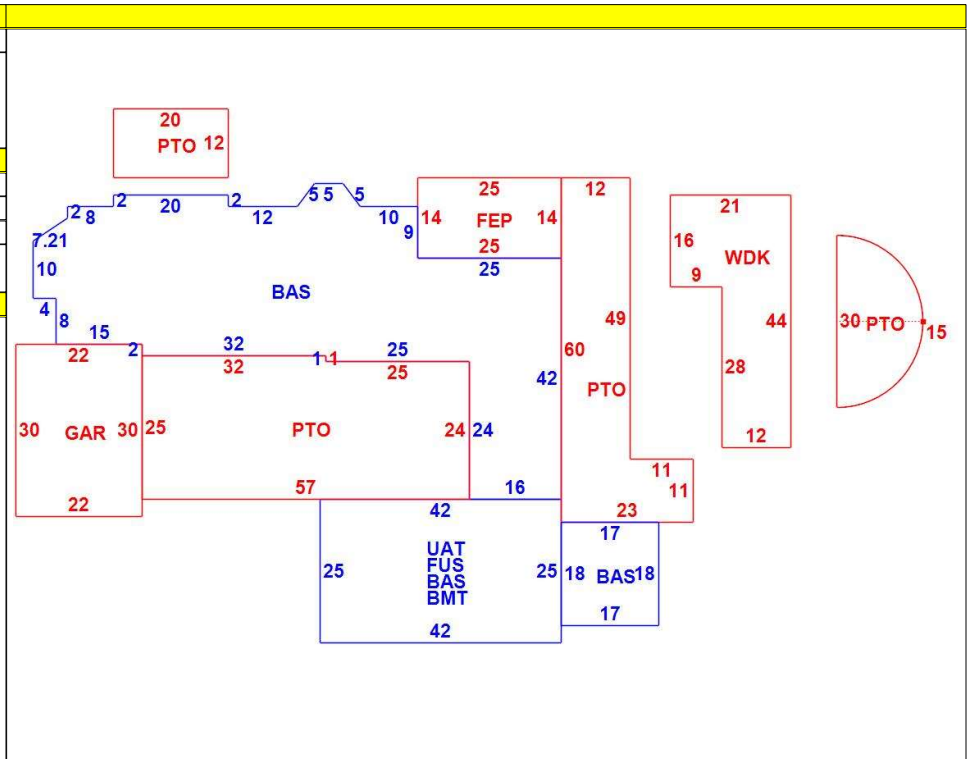 20
PTO 12
2 8 2 20 2 12 5 5 5 10
7.21
10
4 8
15 2
BAS
9
25
14 FEP 14
25
25
12
49
60
42
PTO
11
11
23
21
16 WDK
9
44
28
12
30 PTO 15
22
30 GAR 30
22
32
32
1 1
25
25
25 PTO 24 24
57
16
42
UAT
FUS
BAS
BMT
25 25
42
17
18 BAS 18
17